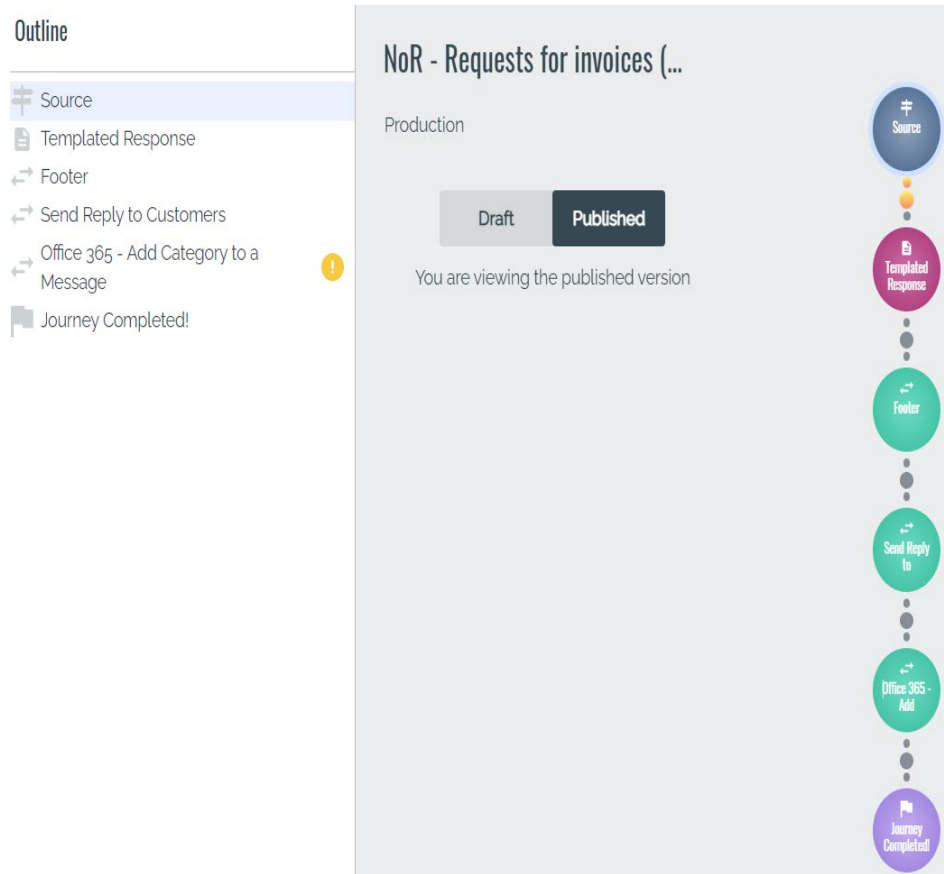 Outline
Source
Templated Response
Footer
Send Reply to Customers
Office 365 - Add Category to a
Message
!
Journey Completed!
NoR - Requests for invoices (...
Production
Draft
Published
You are viewing the published version
Source
Templated
Response
Footer
Send Reply
to
Office 365 -
Add
Journey
Completed!